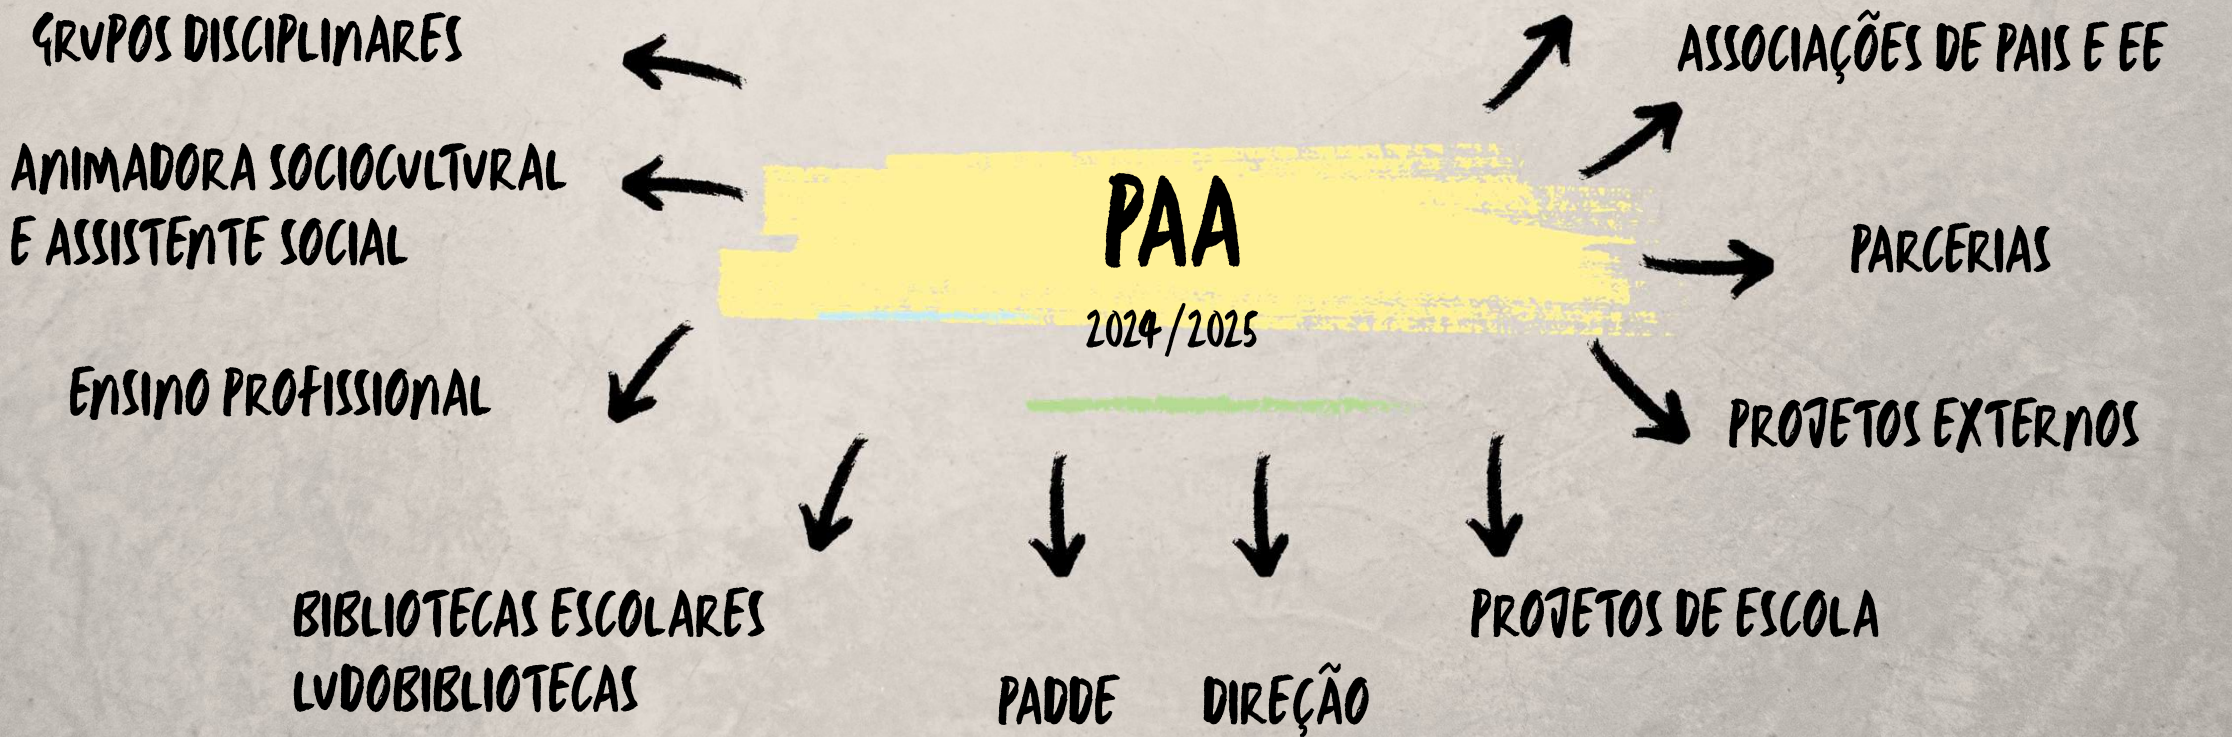 GRUPOS DISCIPLINARES
ASSOCIAÇÕES DE PAIS E EE
ANIMADORA SOCIOCULTURAL
E ASSISTENTE SOCIAL
PAA
2024/2025
PARCERIAS
ENSINO PROFISSIONAL
PROJETOS EXTERNOS
BIBLIOTECAS ESCOLARES
LUDOBIBLIOTECAS
PADDE
DIREÇÃO
PROJETOS DE ESCOLA